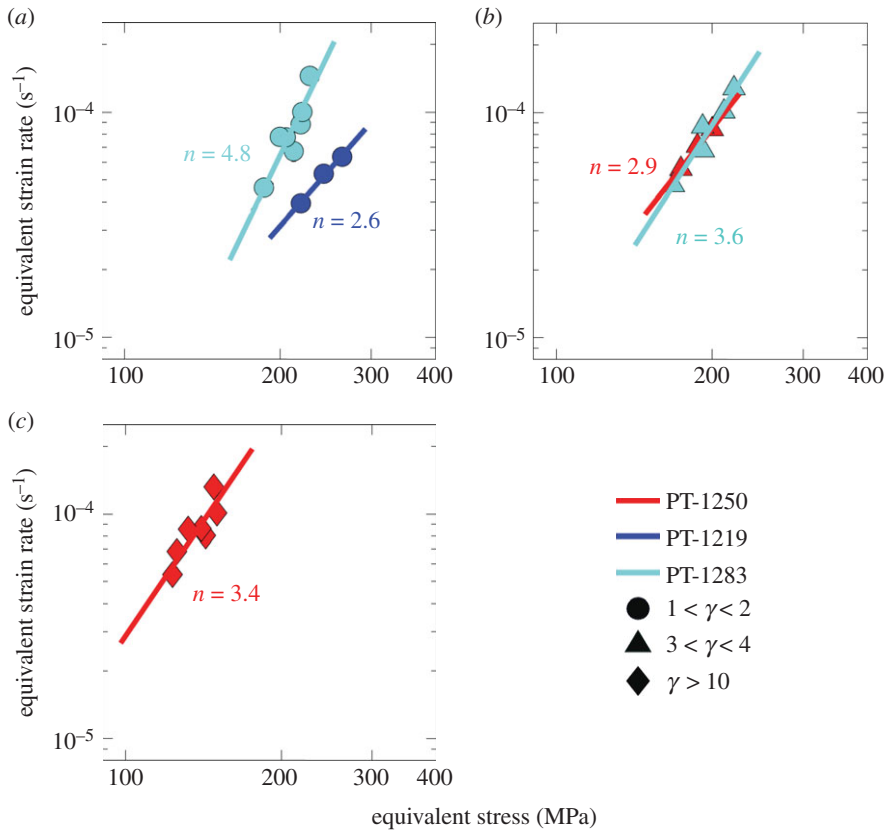 (a)
equivalent strain rate (s⁻¹)
10⁻⁴
10⁻⁵
n = 4.8
n = 2.6
100 200 300 400
(b)
10⁻⁴
10⁻⁵
n = 2.9
n = 3.6
100 200 300 400
(c)
equivalent strain rate (s⁻¹)
10⁻⁴
10⁻⁵
n = 3.4
100 200 300 400
PT-1250
PT-1219
PT-1283
1 < γ < 2
3 < γ < 4
γ > 10
equivalent stress (MPa)